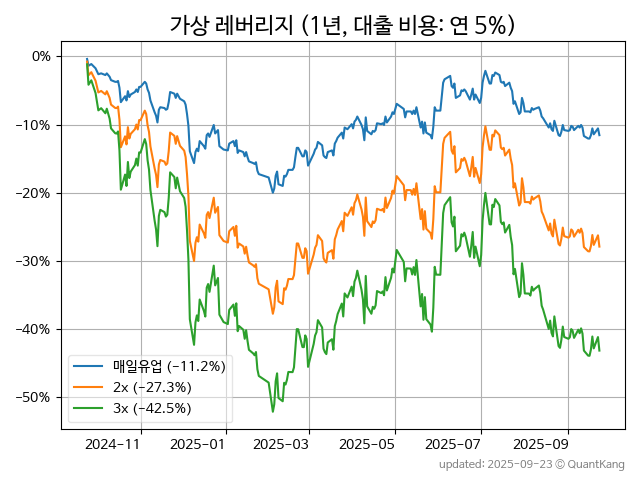 가상 레버리지 (1년, 대출 비용: 연 5%)
0%
−10%
−20%
−30%
−40%
−50%
매일유업 (−11.2%)
2x (−27.3%)
3x (−42.5%)
2024-11 2025-01 2025-03 2025-05 2025-07 2025-09
updated: 2025-09-23 © QuantKang